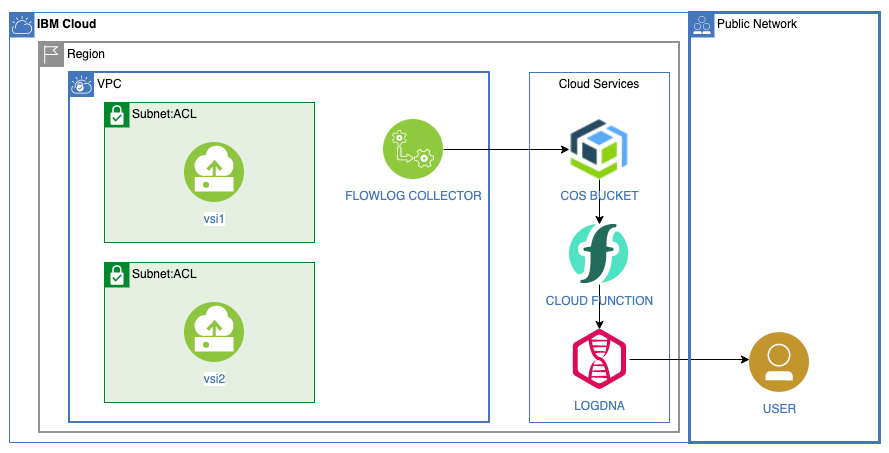 IBM Cloud
Public Network
Region
VPC
Cloud Services
Subnet:ACL
vsi1
FLOWLOG COLLECTOR
COS BUCKET
Subnet:ACL
vsi2
CLOUD FUNCTION
LOGDNA
USER